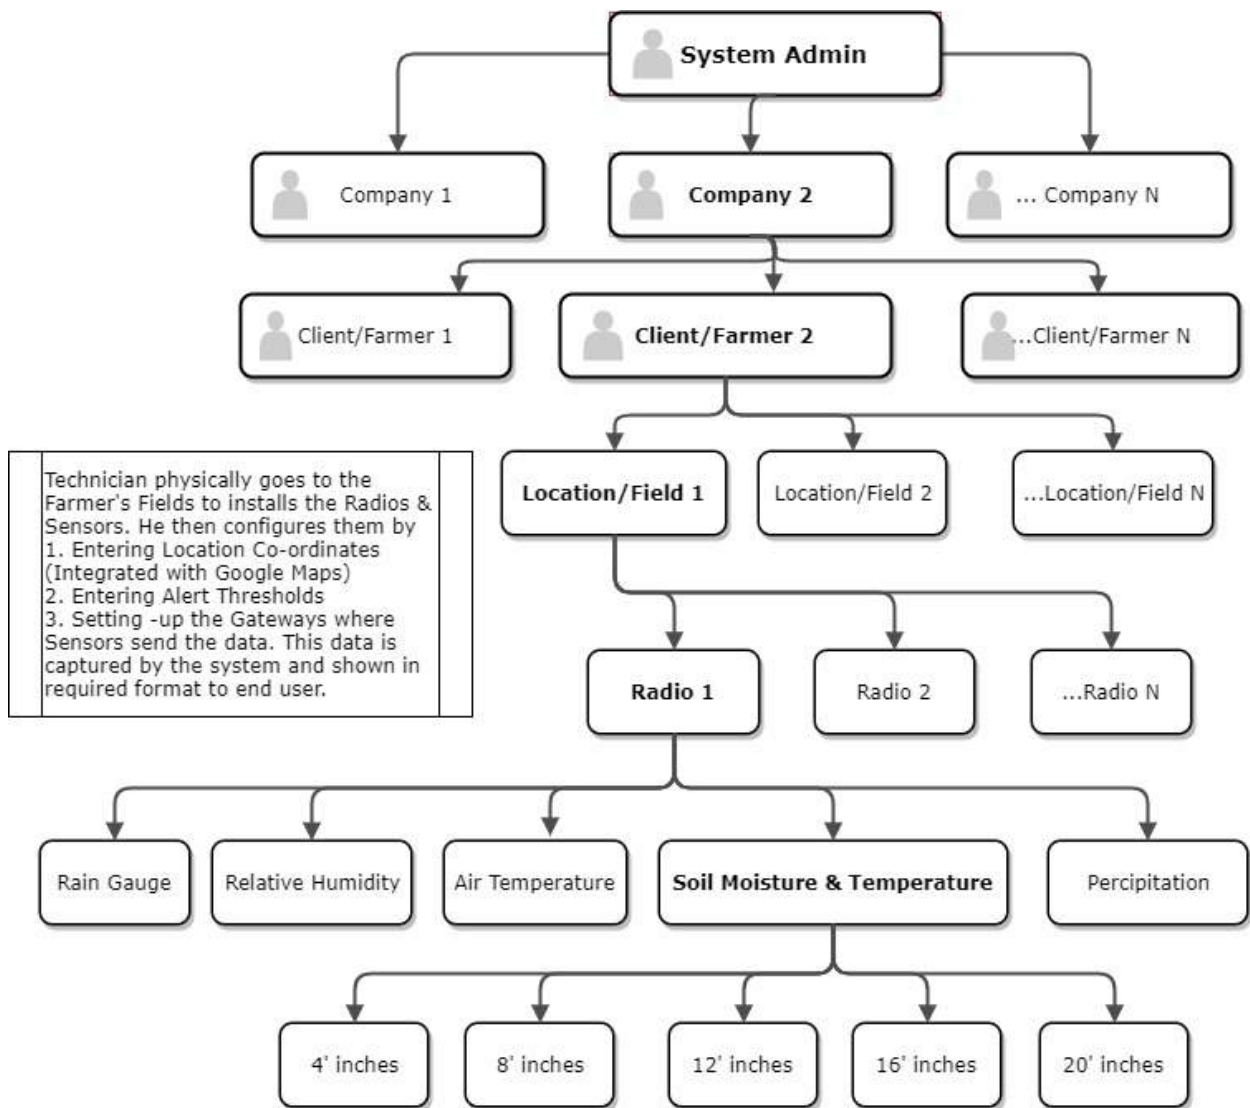 System Admin
Company 1
Company 2
... Company N
Client/Farmer 1
Client/Farmer 2
...Client/Farmer N
Location/Field 1
Location/Field 2
...Location/Field N
Technician physically goes to the
Farmer's Fields to installs the Radios &
Sensors. He then configures them by
1. Entering Location Co-ordinates
(Integrated with Google Maps)
2. Entering Alert Thresholds
3. Setting -up the Gateways where
Sensors send the data. This data is
captured by the system and shown in
required format to end user.
Radio 1
Radio 2
...Radio N
Rain Gauge
Relative Humidity
Air Temperature
Soil Moisture & Temperature
Percipitation
4' inches
8' inches
12' inches
16' inches
20' inches